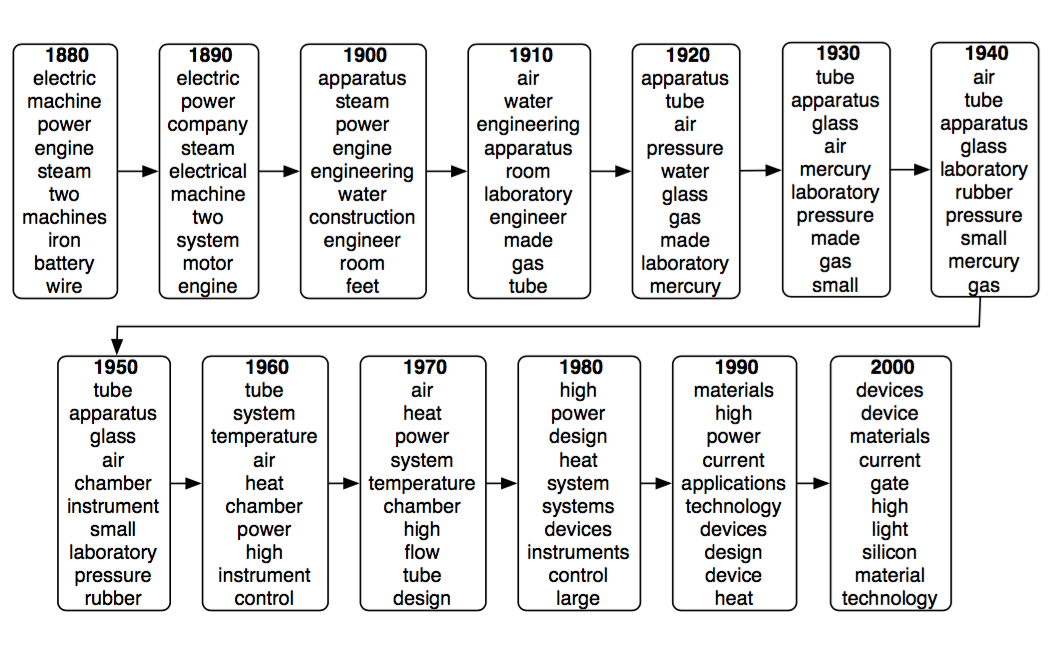 1880
electric
machine
power
engine
steam
two
machines
iron
battery
wire
1890
electric
power
company
steam
electrical
machine
two
system
motor
engine
1900
apparatus
steam
power
engine
engineering
water
construction
engineer
room
feet
1910
air
water
engineering
apparatus
room
laboratory
engineer
made
gas
tube
1920
apparatus
tube
air
pressure
water
glass
gas
made
laboratory
mercury
1930
tube
apparatus
glass
air
mercury
laboratory
pressure
made
gas
small
1940
air
tube
apparatus
glass
laboratory
rubber
pressure
small
mercury
gas
1950
tube
apparatus
glass
air
chamber
instrument
small
laboratory
pressure
rubber
1960
tube
system
temperature
air
heat
chamber
power
high
instrument
control
1970
air
heat
power
system
temperature
chamber
high
flow
tube
design
1980
high
power
design
heat
system
systems
devices
instruments
control
large
1990
materials
high
power
current
applications
technology
devices
design
device
heat
2000
devices
device
materials
current
gate
high
light
silicon
material
technology